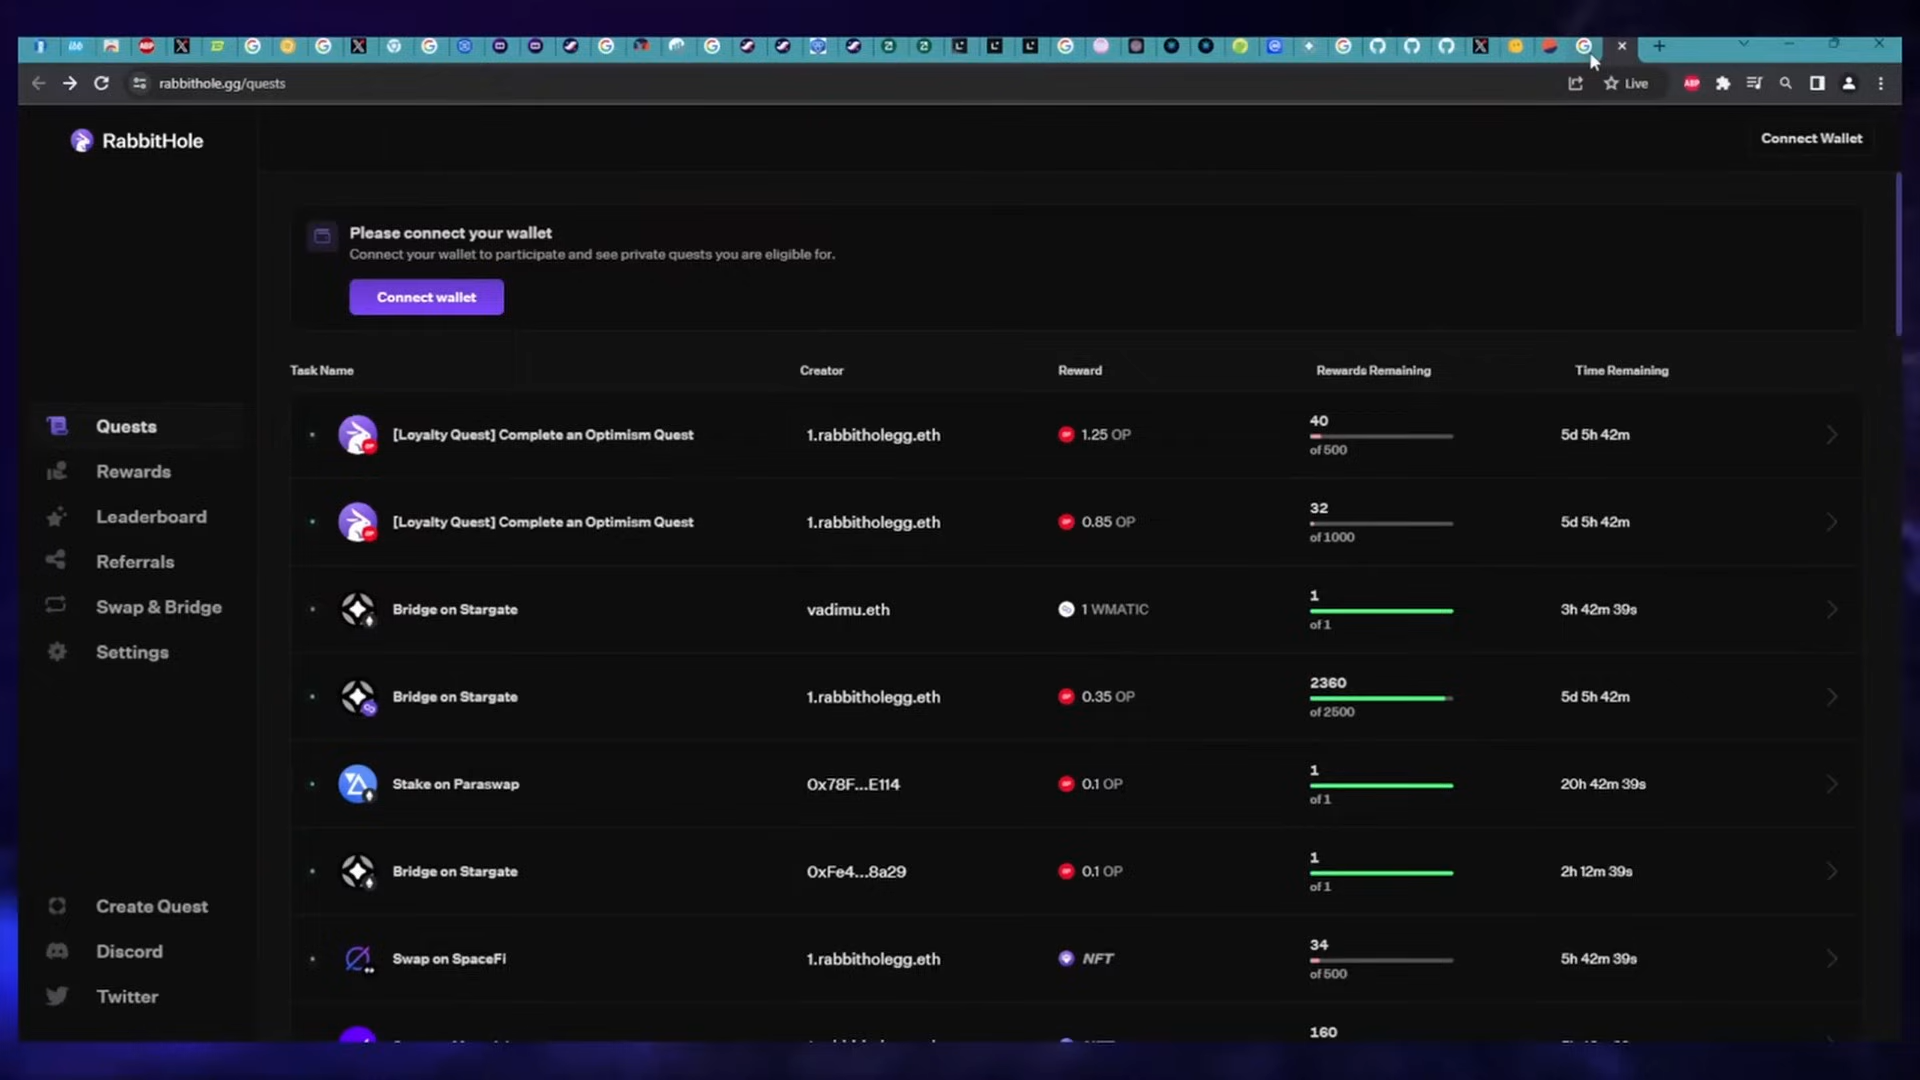 rabbithole.gg/quests
Live
RabbitHole
Connect Wallet
Please connect your wallet
Connect your wallet to participate and see private quests you are eligible for.
Connect wallet
Task Name Creator Reward Rewards Remaining Time Remaining
[Loyalty Quest] Complete an Optimism Quest 1.rabbitholegg.eth 1.25 OP 40 of 500 5d 5h 42m
[Loyalty Quest] Complete an Optimism Quest 1.rabbitholegg.eth 0.85 OP 32 of 1000 5d 5h 42m
Bridge on Stargate vadimu.eth 1 WMATIC 1 of 1 3h 42m 39s
Bridge on Stargate 1.rabbitholegg.eth 0.35 OP 2360 of 2500 5d 5h 42m
Stake on Paraswap 0x78F...E114 0.1 OP 1 of 1 20h 42m 39s
Bridge on Stargate 0xFe4...8a29 0.1 OP 1 of 1 2h 12m 39s
Swap on SpaceFi 1.rabbitholegg.eth NFT 34 of 500 5h 42m 39s
160
Quests
Rewards
Leaderboard
Referrals
Swap & Bridge
Settings
Create Quest
Discord
Twitter